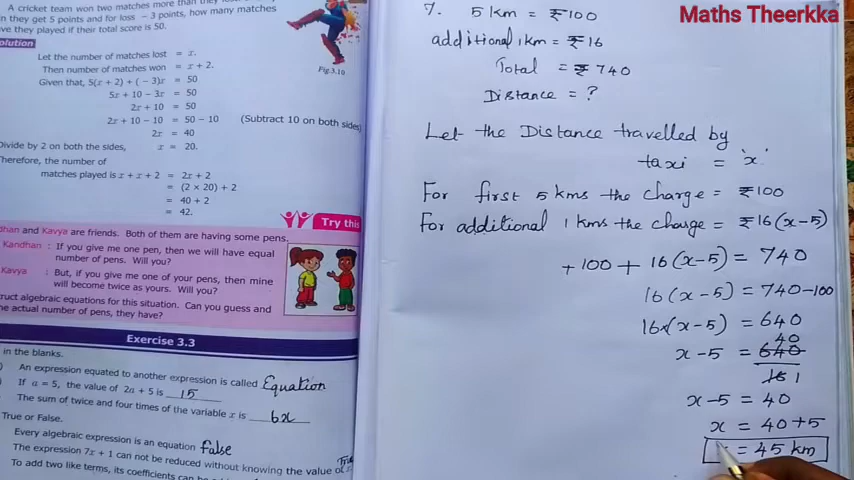 A cricket team won two matches more than they lost. If
n they get 5 points and for loss – 3 points, how many matches
ve they played if their total score is 50.
olution
Let the number of matches lost = x.
Then number of matches won = x + 2.
Given that, 5(x + 2) + (– 3)x = 50
5x + 10 – 3x = 50
2x + 10 = 50
2x + 10 – 10 = 50 – 10 (Subtract 10 on both sides)
2x = 40
Divide by 2 on both the sides, x = 20.
Therefore, the number of
matches played is x + x + 2 = 2x + 2
= (2 × 20) + 2
= 40 + 2
= 42.
Fig.3.10
Try this
dhan and Kavya are friends. Both of them are having some pens.
Kandhan : If you give me one pen, then we will have equal
number of pens. Will you?
Kavya : But, if you give me one of your pens, then mine
will become twice as yours. Will you?
ruct algebraic equations for this situation. Can you guess and
he actual number of pens, they have?
Exercise 3.3
in the blanks.
An expression equated to another expression is called Equation
If a = 5, the value of 2a + 5 is 15
The sum of twice and four times of the variable x is 6x
True or False.
Every algebraic expression is an equation false
The expression 7x + 1 can not be reduced without knowing the value of True
To add two like terms, its coefficients can be
Maths Theerkka
7. 5 km = ₹100
additional 1km = ₹16
Total = ₹740
Distance = ?
Let the Distance travelled by
taxi = 'x'
For first 5 kms the charge = ₹100
For additional 1 kms the charge = ₹16(x-5)
+100 + 16(x-5) = 740
16(x-5) = 740-100
16(x-5) = 640
40
x-5 = 640
16 1
x-5 = 40
x = 40+5
= 45 km